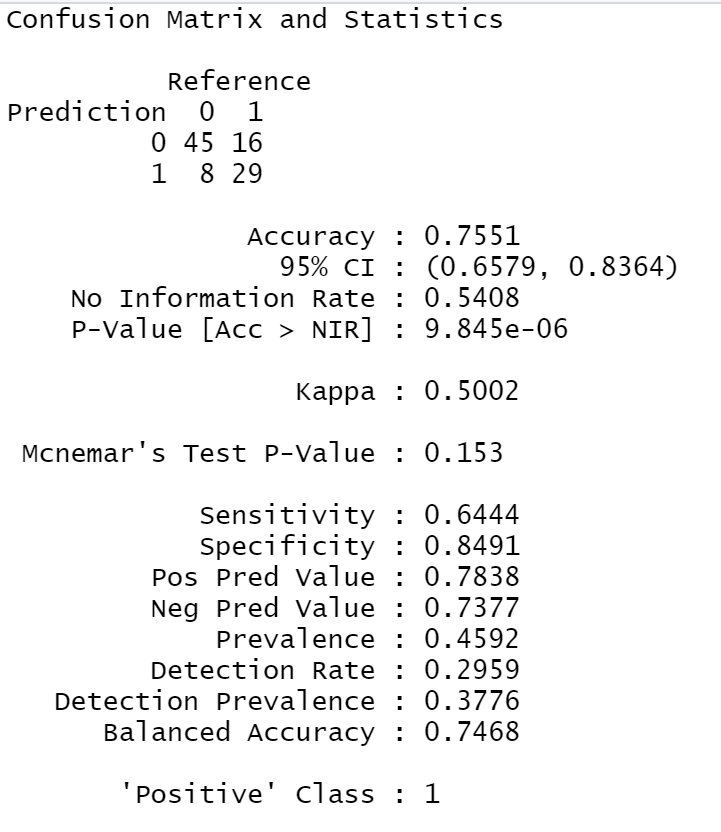 Confusion Matrix and Statistics
Reference
Prediction 0 1
0 45 16
1 8 29
Accuracy : 0.7551
95% CI : (0.6579, 0.8364)
No Information Rate : 0.5408
P-Value [Acc > NIR] : 9.845e-06
Kappa : 0.5002
Mcnemar's Test P-Value : 0.153
Sensitivity : 0.6444
Specificity : 0.8491
Pos Pred Value : 0.7838
Neg Pred Value : 0.7377
Prevalence : 0.4592
Detection Rate : 0.2959
Detection Prevalence : 0.3776
Balanced Accuracy : 0.7468
'Positive' Class : 1